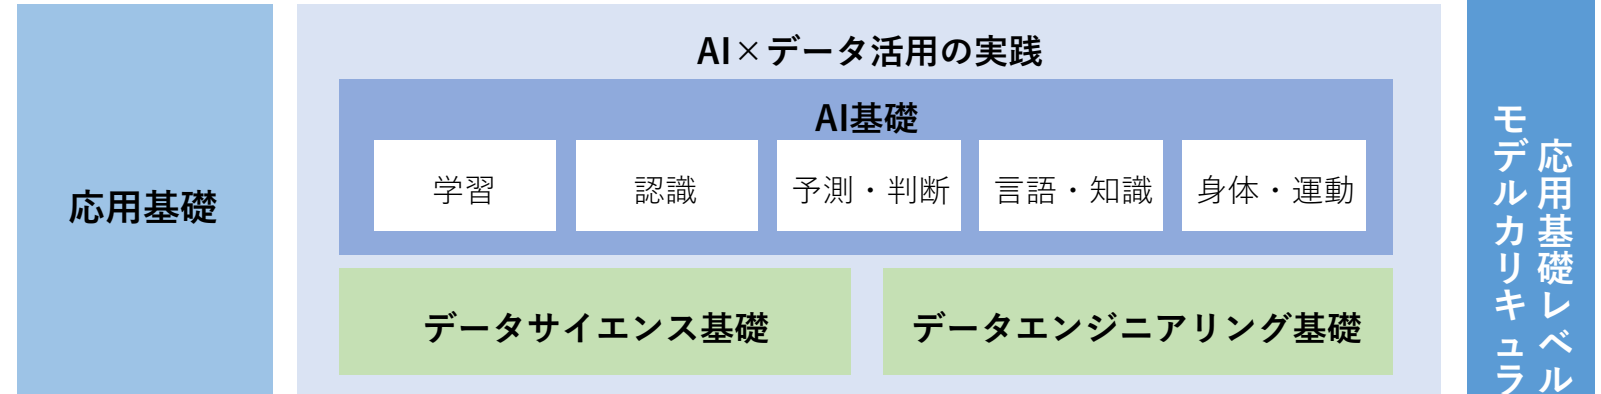 応用基礎
AI×データ活用の実践
AI基礎
学習
認識
予測・判断
言語・知識
身体・運動
データサイエンス基礎
データエンジニアリング基礎
応用基礎レベル
モデルカリキュラ